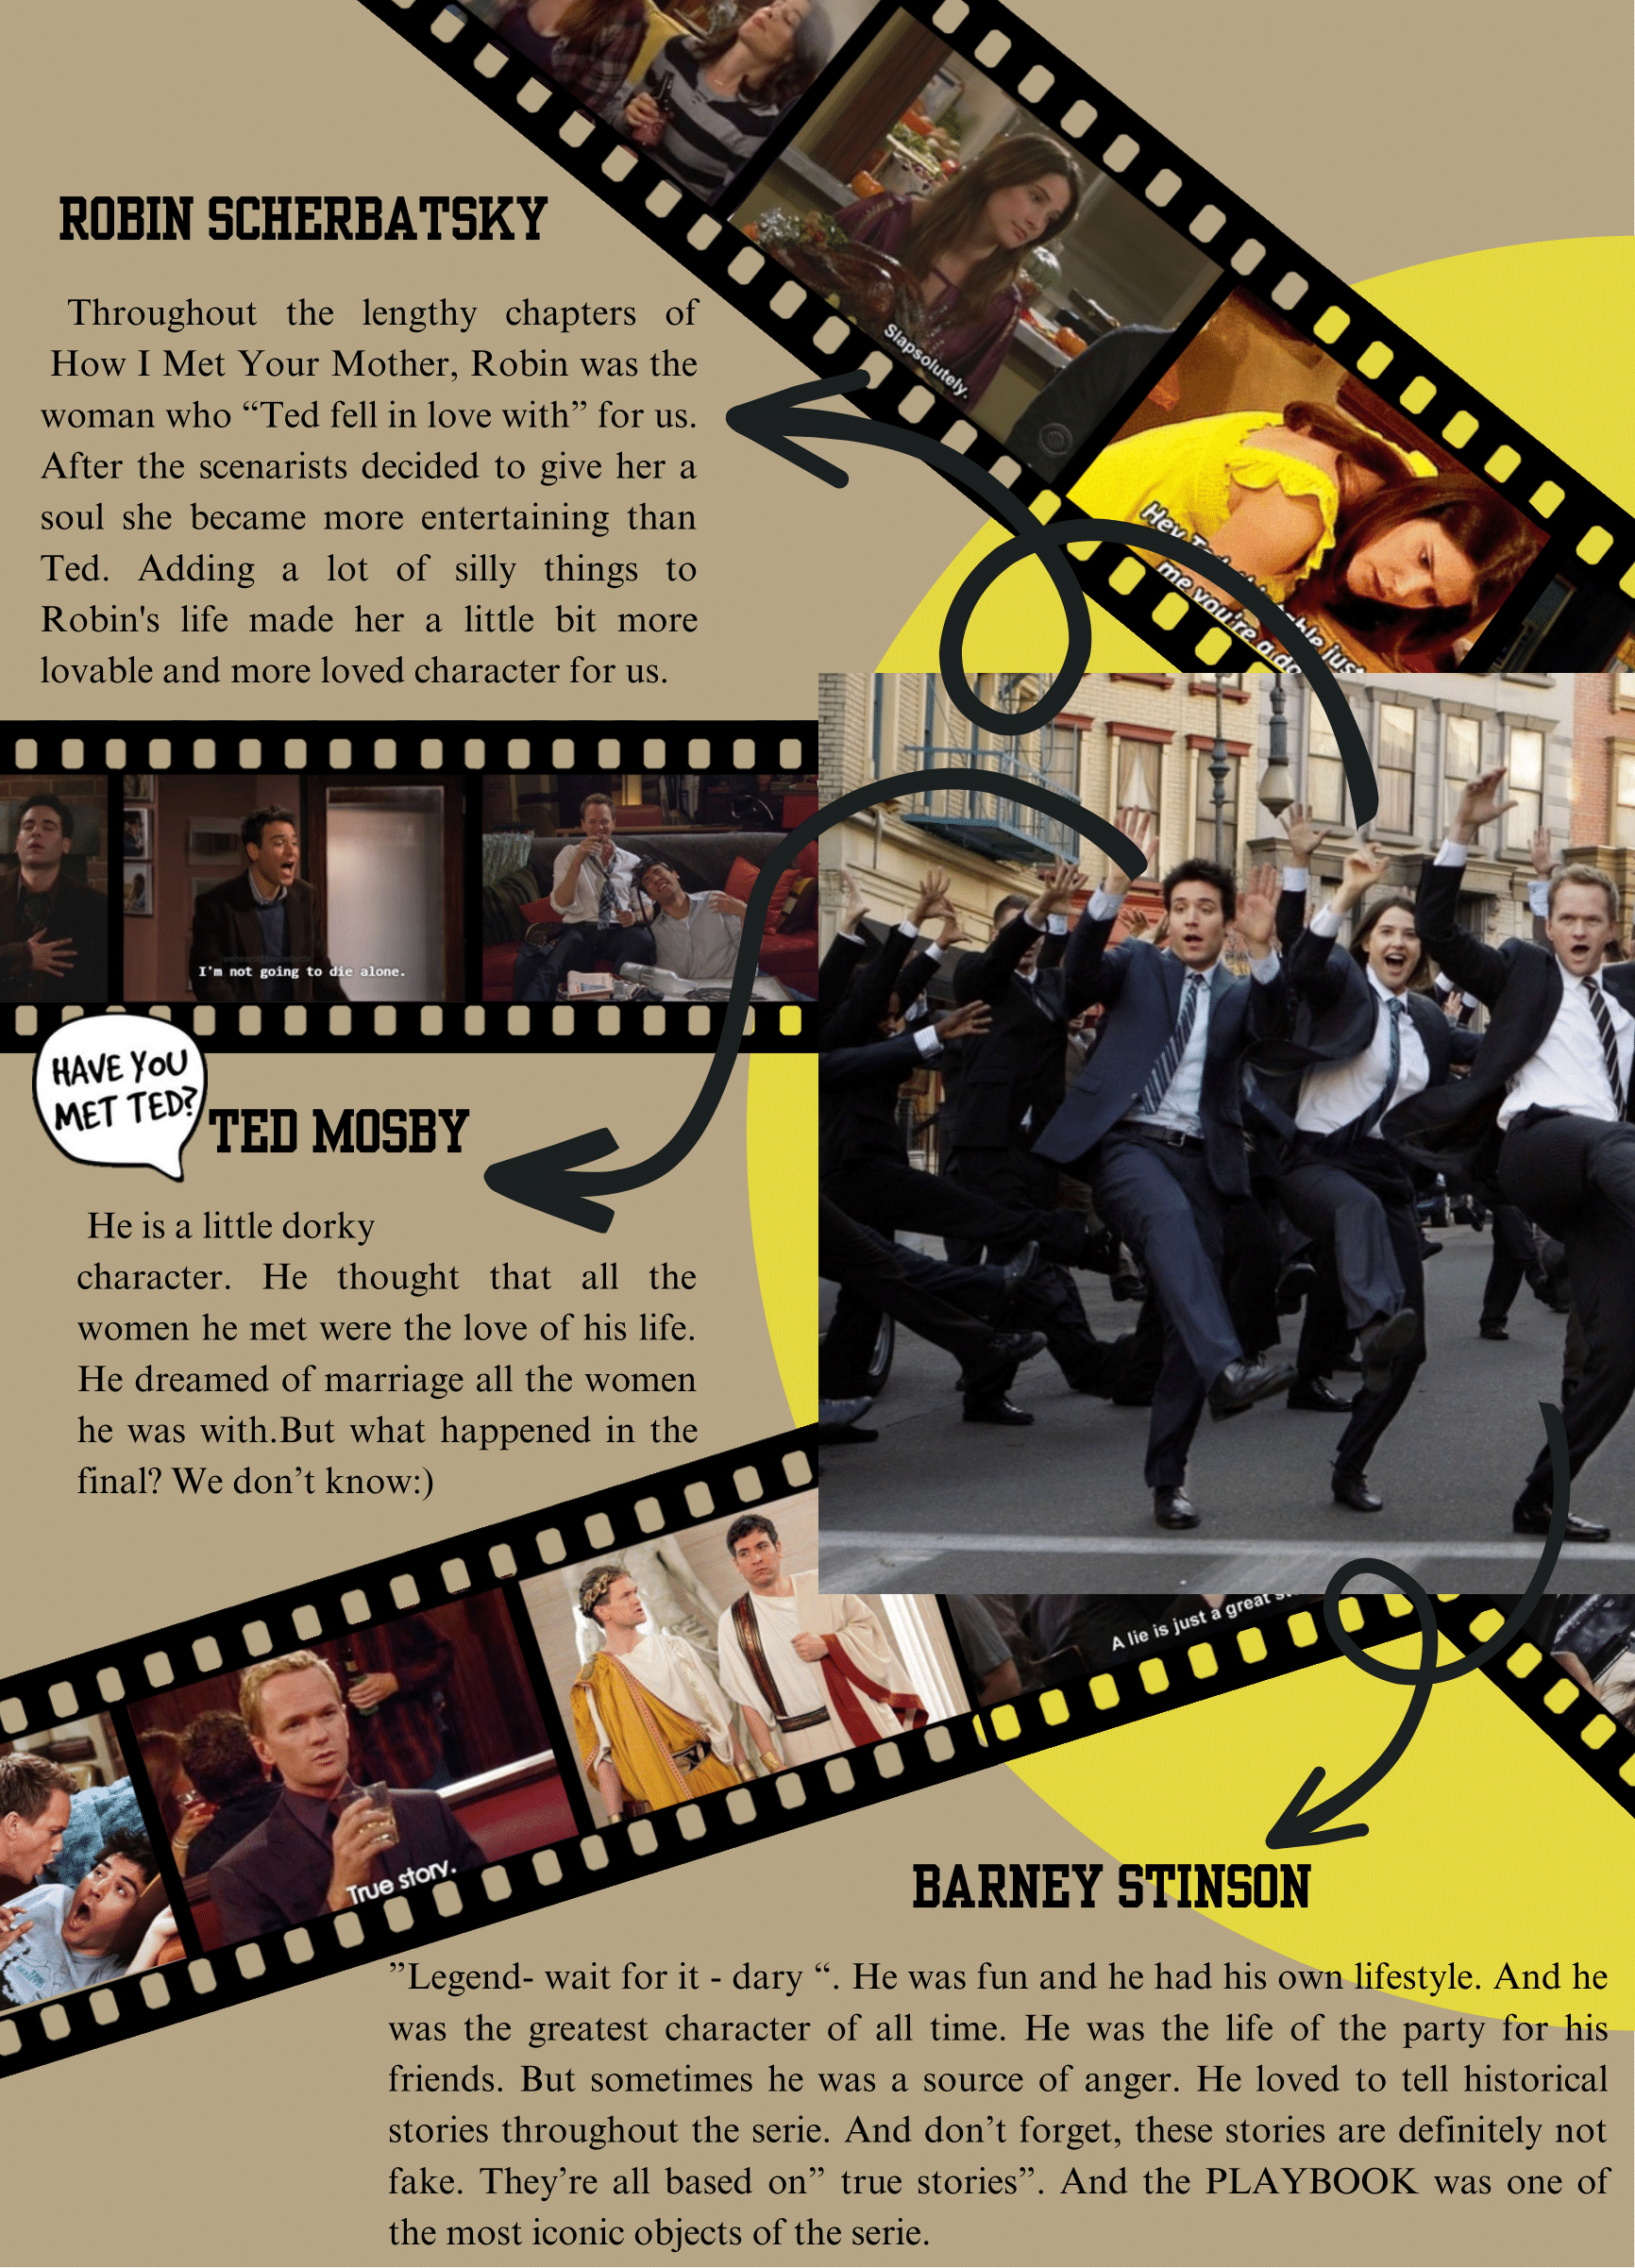 ROBIN SCHERBATSKY
Throughout the lengthy chapters of
How I Met Your Mother, Robin was the
woman who “Ted fell in love with” for us.
After the scenarists decided to give her a
soul she became more entertaining than
Ted. Adding a lot of silly things to
Robin's life made her a little bit more
lovable and more loved character for us.
Slapsolutely.
Hey
just
me you're a
I'm not going to die alone.
HAVE YOU
MET TED?
TED MOSBY
He is a little dorky
character. He thought that all the
women he met were the love of his life.
He dreamed of marriage all the women
he was with.But what happened in the
final? We don’t know:)
A lie is just a great
True story.
BARNEY STINSON
”Legend- wait for it - dary “. He was fun and he had his own lifestyle. And he
was the greatest character of all time. He was the life of the party for his
friends. But sometimes he was a source of anger. He loved to tell historical
stories throughout the serie. And don’t forget, these stories are definitely not
fake. They’re all based on” true stories”. And the PLAYBOOK was one of
the most iconic objects of the serie.